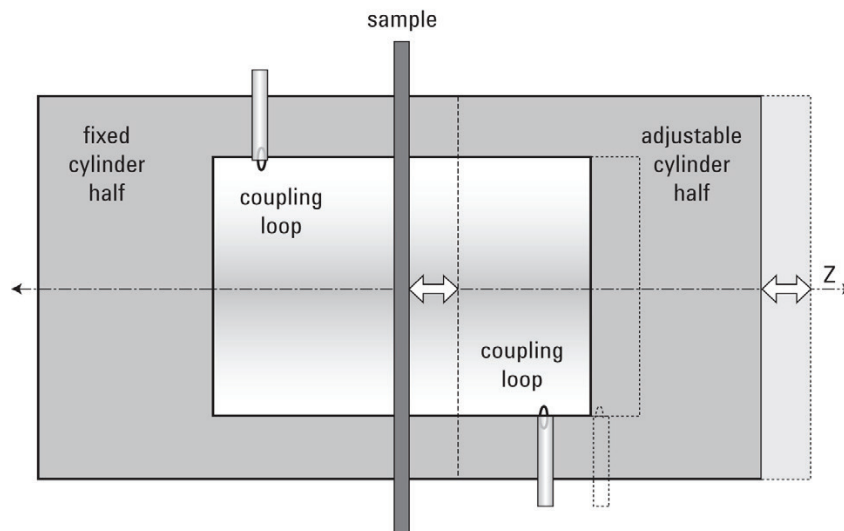 sample
fixed
cylinder
half
adjustable
cylinder
half
coupling
loop
Z
coupling
loop